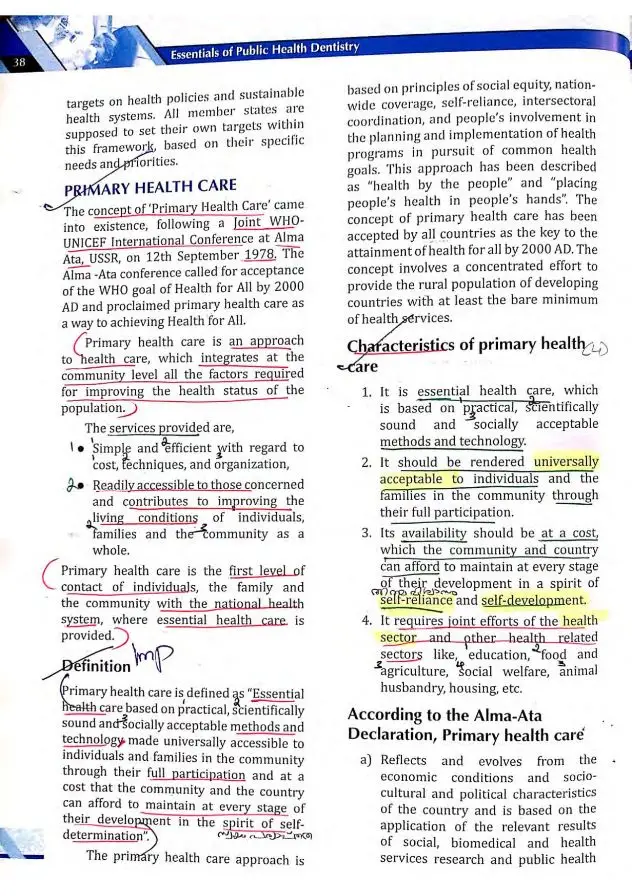 38
Essentials of Public Health Dentistry
targets on health policies and sustainable
health systems. All member states are
supposed to set their own targets within
this framework, based on their specific
needs and priorities.
PRIMARY HEALTH CARE
The concept of 'Primary Health Care' came
into existence, following a Joint WHO-
UNICEF International Conference at Alma
Ata, USSR, on 12th September 1978. The
Alma -Ata conference called for acceptance
of the WHO goal of Health for All by 2000
AD and proclaimed primary health care as
a way to achieving Health for All.
Primary health care is an approach
to health care, which integrates at the
community level all the factors required
for improving the health status of the
population.
The services provided are,
1 • Simple and efficient with regard to
cost, techniques, and organization,
2 • Readily accessible to those concerned
and contributes to improving the
living conditions of individuals,
families and the community as a
whole.
Primary health care is the first level of
contact of individuals, the family and
the community with the national health
system, where essential health care is
provided.
Definition Imp
Primary health care is defined as "Essential
health care based on practical, scientifically
sound and socially acceptable methods and
technology made universally accessible to
individuals and families in the community
through their full participation and at a
cost that the community and the country
can afford to maintain at every stage of
their development in the spirit of self-
determination".
The primary health care approach is
based on principles of social equity, nation-
wide coverage, self-reliance, intersectoral
coordination, and people's involvement in
the planning and implementation of health
programs in pursuit of common health
goals. This approach has been described
as "health by the people" and "placing
people's health in people's hands". The
concept of primary health care has been
accepted by all countries as the key to the
attainment of health for all by 2000 AD. The
concept involves a concentrated effort to
provide the rural population of developing
countries with at least the bare minimum
of health services.
Characteristics of primary health (4)
care
1. It is essential health care, which
is based on practical, scientifically
sound and socially acceptable
methods and technology.
2. It should be rendered universally
acceptable to individuals and the
families in the community through
their full participation.
3. Its availability should be at a cost,
which the community and country
can afford to maintain at every stage
of their development in a spirit of
self-reliance and self-development.
4. It requires joint efforts of the health
sector and other health related
sectors like, education, food and
agriculture, social welfare, animal
husbandry, housing, etc.
According to the Alma-Ata
Declaration, Primary health care
a) Reflects and evolves from the
economic conditions and socio-
cultural and political characteristics
of the country and is based on the
application of the relevant results
of social, biomedical and health
services research and public health